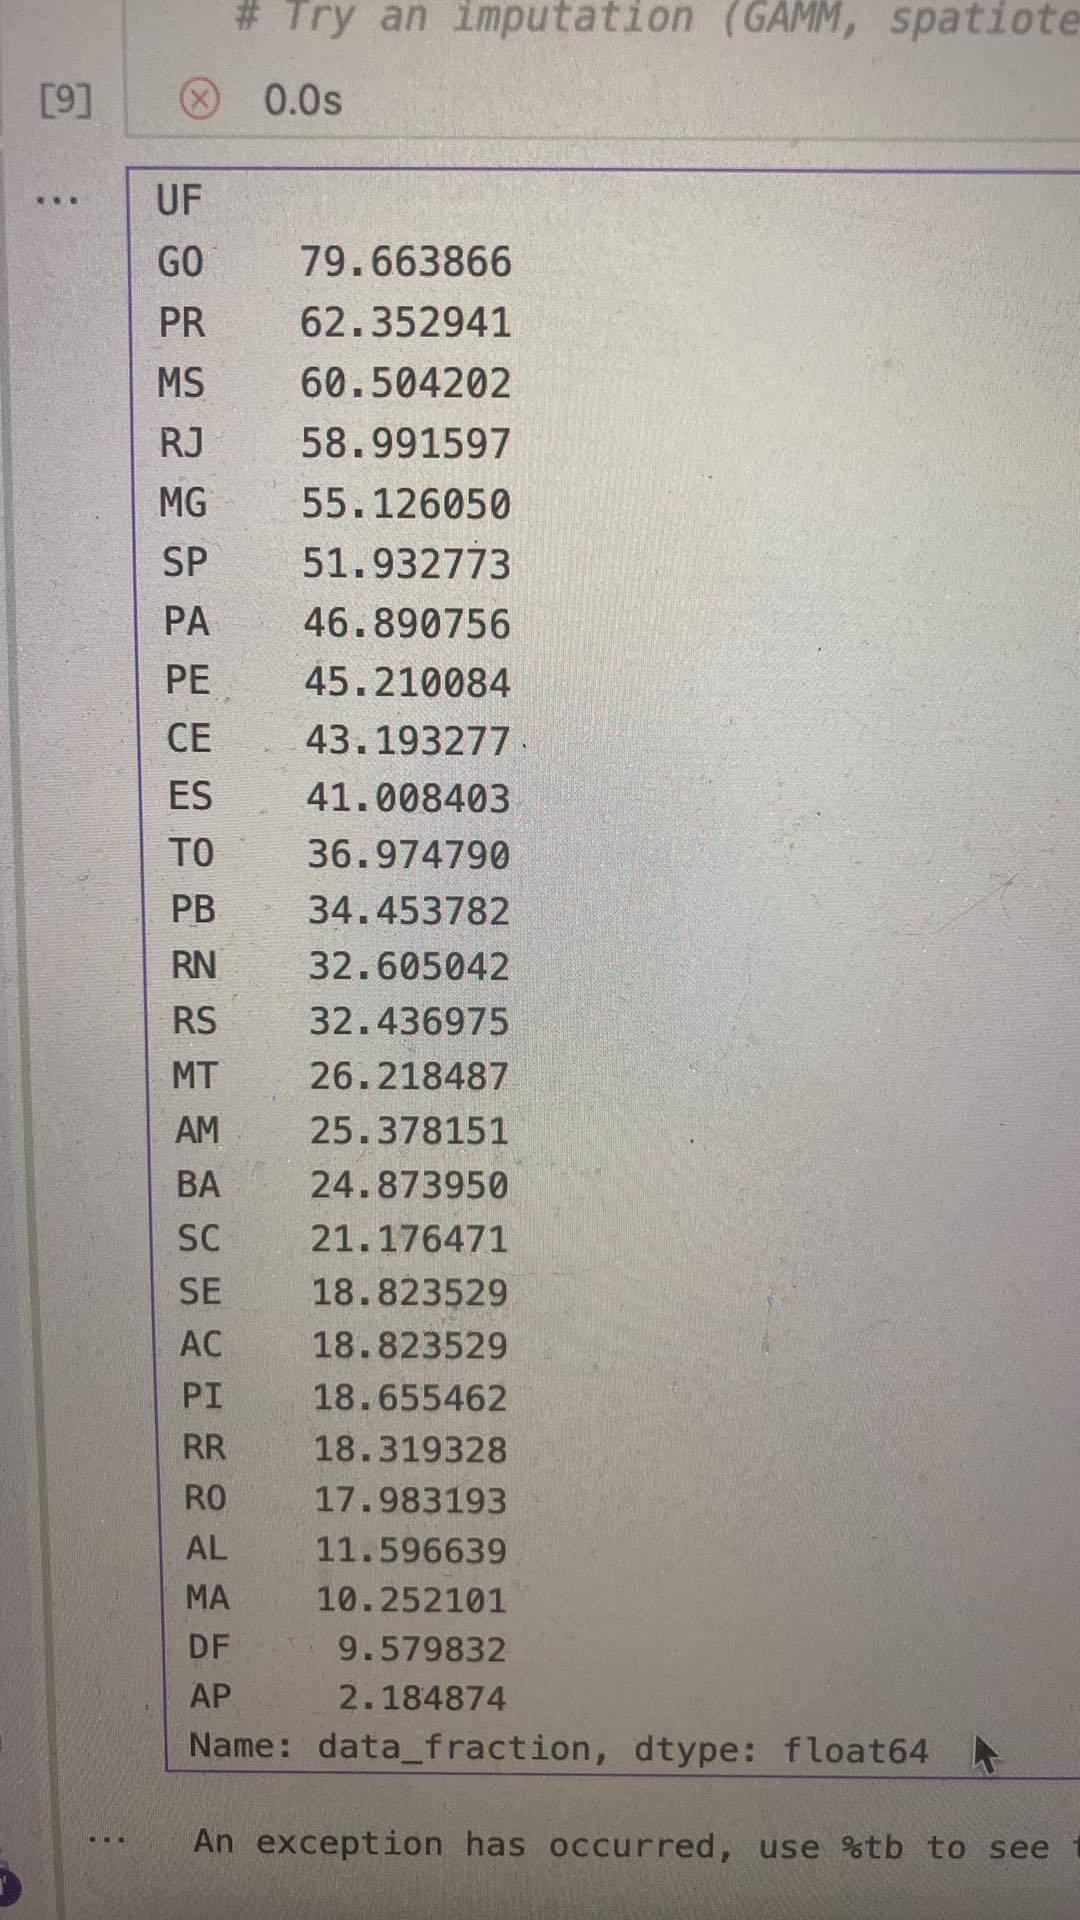 # Try an imputation (GAMM,
[9] 0.0s
... UF
GO 79.663866
PR 62.352941
MS 60.504202
RJ 58.991597
MG 55.126050
SP 51.932773
PA 46.890756
PE 45.210084
CE 43.193277
ES 41.008403
TO 36.974790
PB 34.453782
RN 32.605042
RS 32.436975
MT 26.218487
AM 25.378151
BA 24.873950
SC 21.176471
SE 18.823529
AC 18.823529
PI 18.655462
RR 18.319328
RO 17.983193
AL 11.596639
MA 10.252101
DF 9.579832
AP 2.184874
Name: data_fraction, dtype: float64
... An exception has occurred, use %tb to see